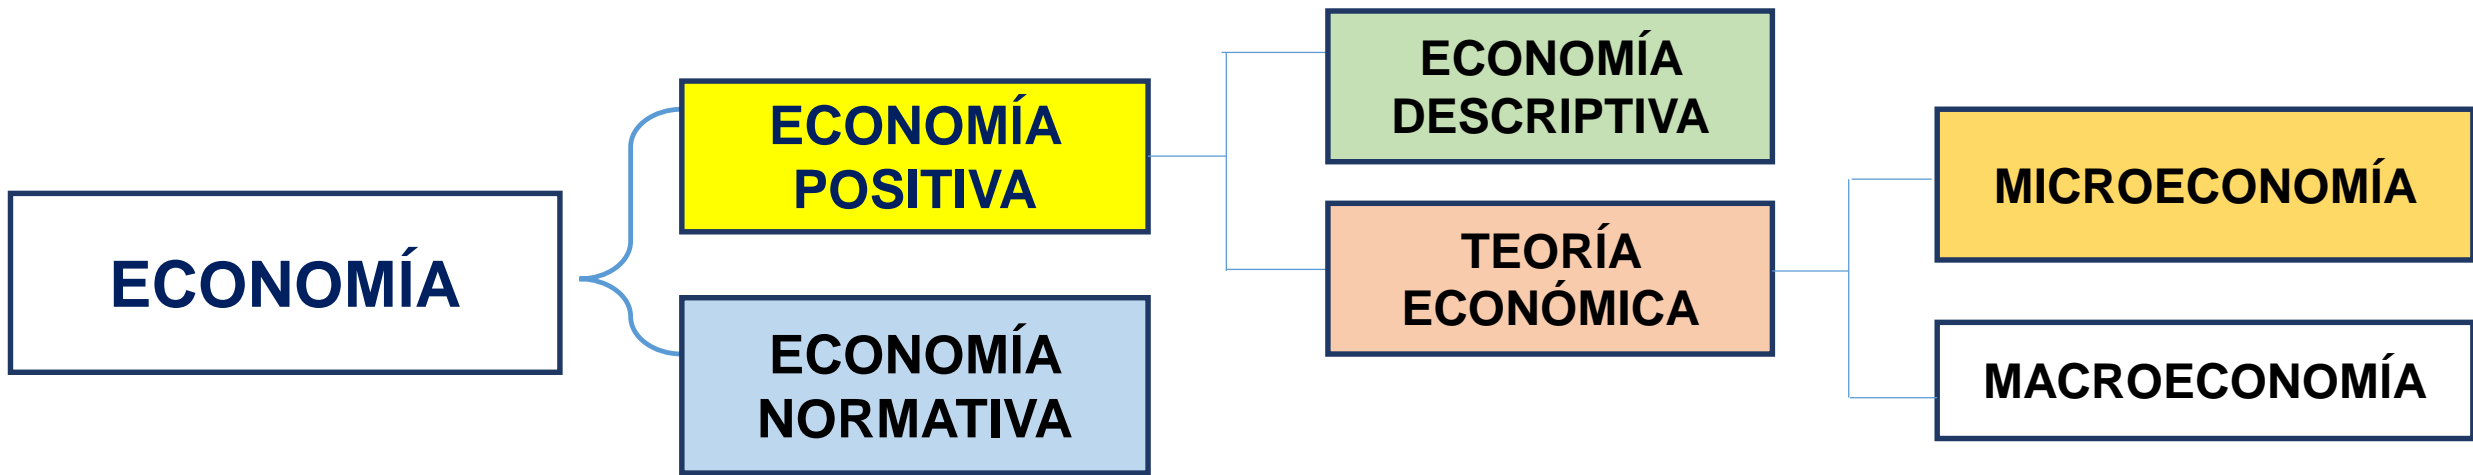 ECONOMÍA
ECONOMÍA
POSITIVA
ECONOMÍA
NORMATIVA
ECONOMÍA
DESCRIPTIVA
TEORÍA
ECONÓMICA
MICROECONOMÍA
MACROECONOMÍA